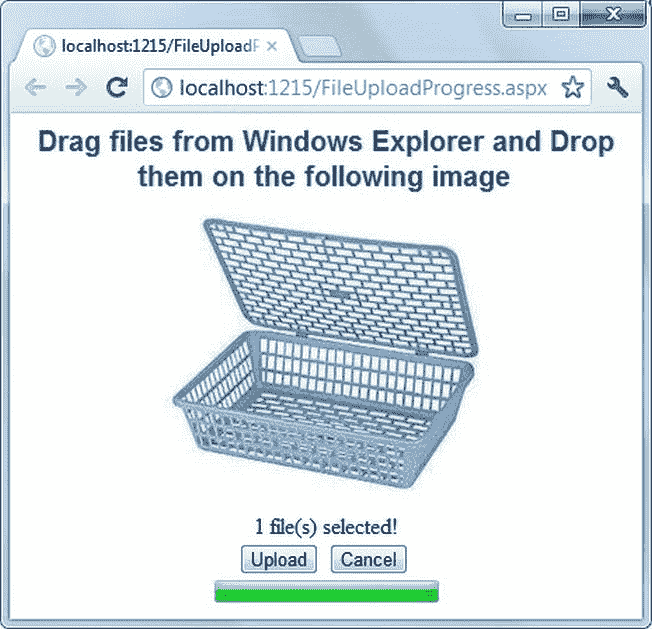 localhost:1215/FileUploadP
localhost:1215/FileUploadProgress.aspx
Drag files from Windows Explorer and Drop
them on the following image
1 file(s) selected!
Upload Cancel